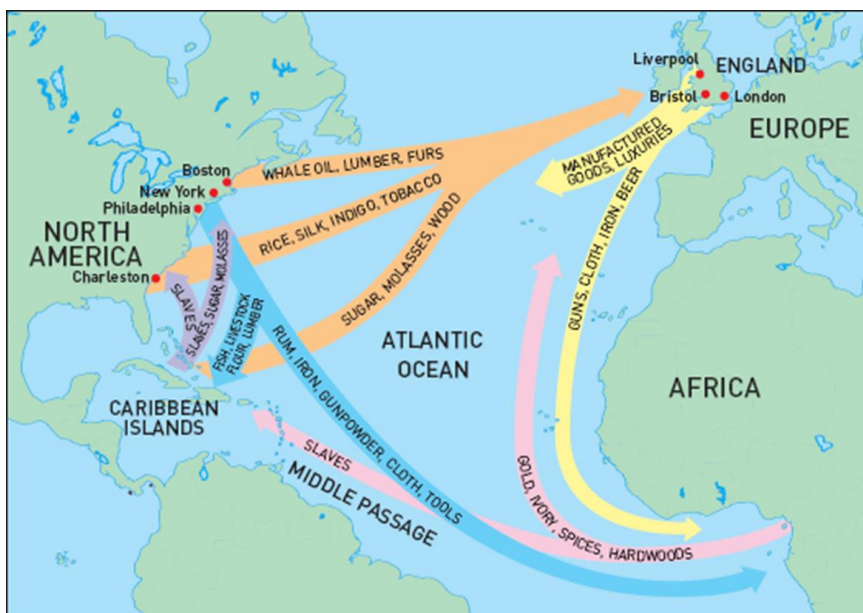 Liverpool
ENGLAND
Bristol
London
EUROPE
MANUFACTURED
GOODS, LUXURIES
Boston
WHALE OIL, LUMBER, FURS
New York
Philadelphia
RICE, SILK, INDIGO, TOBACCO
NORTH
AMERICA
Charleston
SLAVES
SLAVES, SUGAR, MOLASSES
FISH, LIVESTOCK
FLOUR, LUMBER
SUGAR, MOLASSES, WOOD
GUNS, CLOTH, IRON, BEER
ATLANTIC
OCEAN
AFRICA
CARIBBEAN
ISLANDS
RUM, IRON, GUNPOWDER, CLOTH, TOOLS
SLAVES
MIDDLE PASSAGE
GOLD, IVORY, SPICES, HARDWOODS